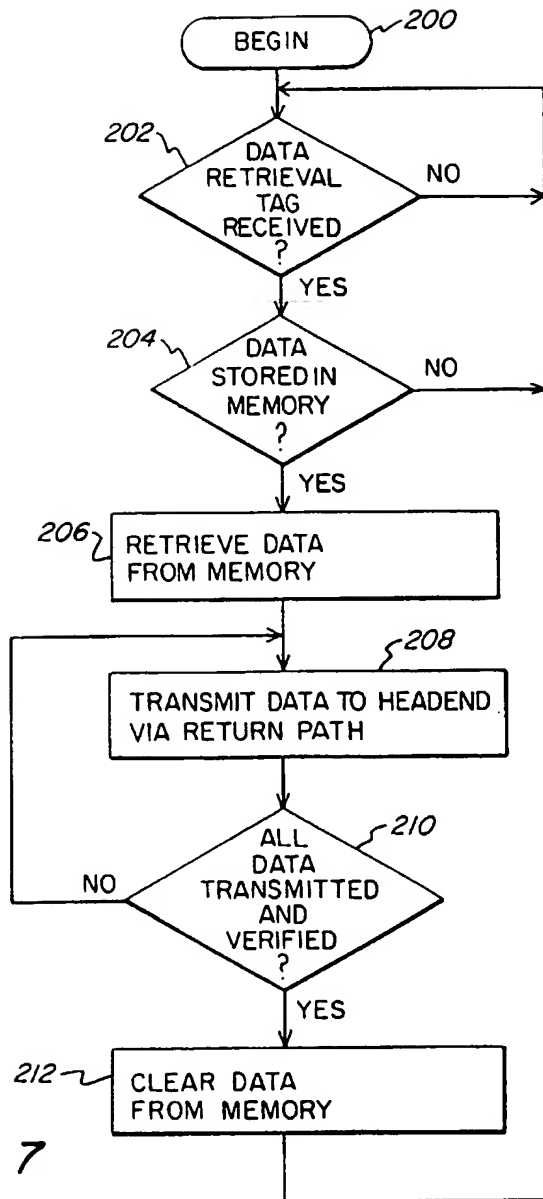 BEGIN
200
202
DATA
RETRIEVAL
TAG
RECEIVED
?
NO
YES
204
DATA
STORED IN
MEMORY
?
NO
YES
206
RETRIEVE DATA
FROM MEMORY
208
TRANSMIT DATA TO HEADEND
VIA RETURN PATH
210
ALL
DATA
TRANSMITTED
AND
VERIFIED
?
NO
YES
212
CLEAR DATA
FROM MEMORY
7